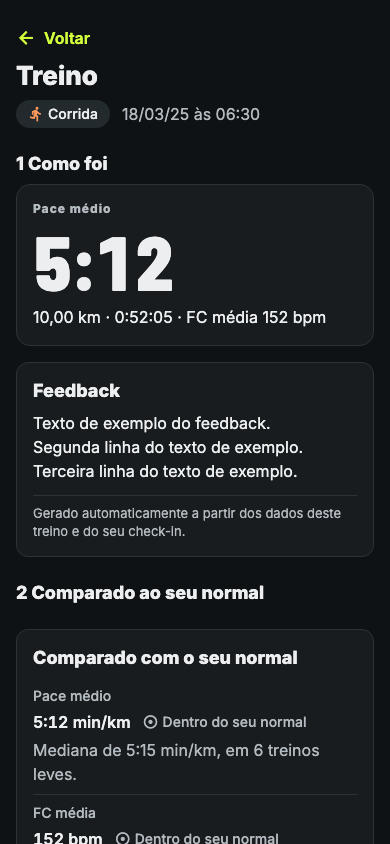 Voltar
Treino
Corrida 18/03/25 às 06:30
1 Como foi
Pace médio
5:12
10,00 km · 0:52:05 · FC média 152 bpm
Feedback
Texto de exemplo do feedback.
Segunda linha do texto de exemplo.
Terceira linha do texto de exemplo.
Gerado automaticamente a partir dos dados deste
treino e do seu check-in.
2 Comparado ao seu normal
Comparado com o seu normal
Pace médio
5:12 min/km Dentro do seu normal
Mediana de 5:15 min/km, em 6 treinos
leves.
FC média
152 bpm Dentro do seu normal